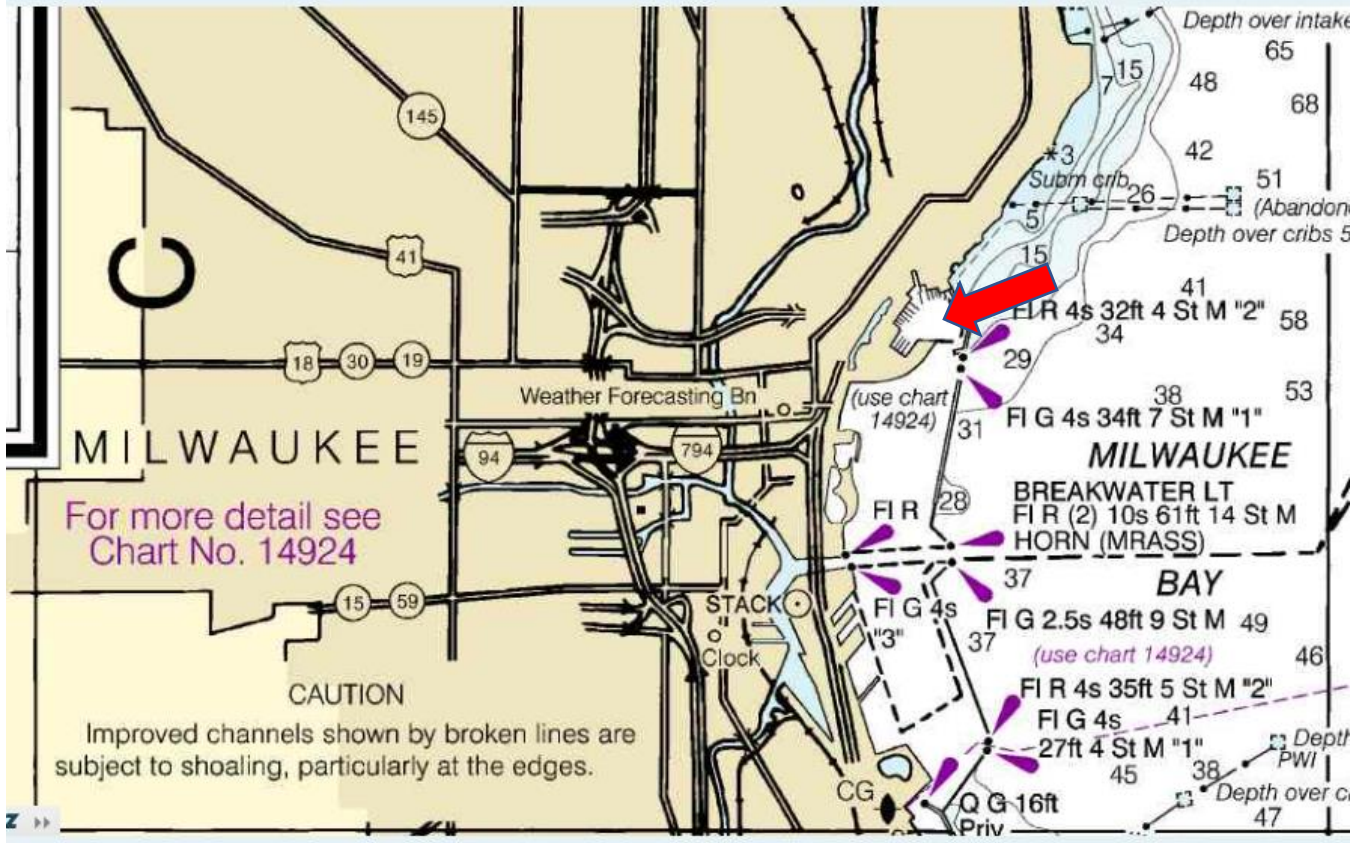 Depth over intake
65
7
15
48
68
145
3
42
Subm crib
26
51
5
(Abandon
Depth over cribs 5
41
15
C
41
Fl R 4s 32ft 4 St M "2"
34
58
18
30
19
29
Weather Forecasting Bn
(use chart
14924)
38
53
31
Fl G 4s 34ft 7 St M "1"
MILWAUKEE
94
794
MILWAUKEE
For more detail see
Chart No. 14924
28
BREAKWATER LT
Fl R (2) 10s 61ft 14 St M
HORN (MRASS)
Fl R
37
BAY
15
59
STACK
Fl G 4s
"3"
Fl G 2.5s 48ft 9 St M
49
37
Clock
(use chart 14924)
46
CAUTION
Improved channels shown by broken lines are
subject to shoaling, particularly at the edges.
Fl R 4s 35ft 5 St M "2"
Fl G 4s
41
27ft 4 St M "1"
Depth
PWI
45
38
CG
Depth over c
Q G 16ft
Priv
47